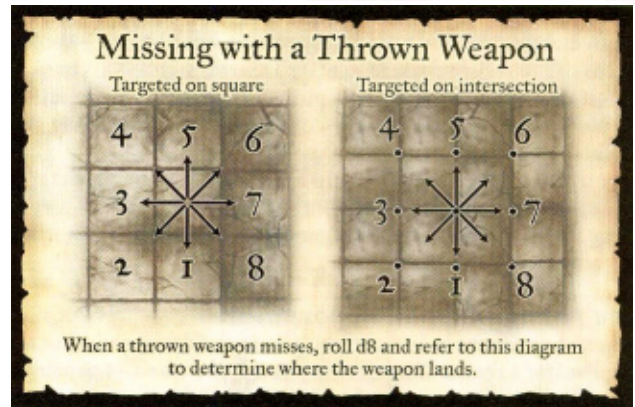 Missing with a Thrown Weapon
Targeted on square
Targeted on intersection
4 5 6
3 7
2 1 8
4 5 6
3 7
2 1 8
When a thrown weapon misses, roll d8 and refer to this diagram
to determine where the weapon lands.